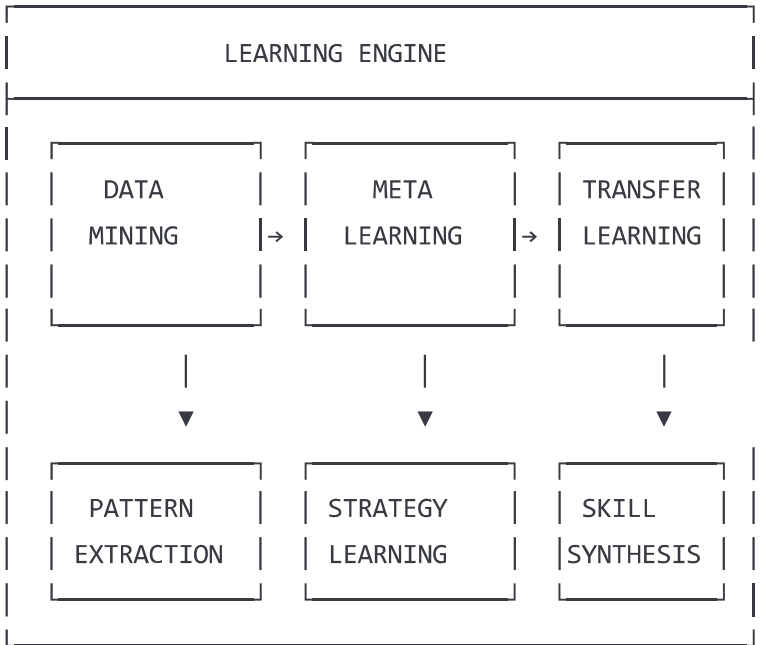 LEARNING ENGINE
DATA META TRANSFER
MINING → LEARNING → LEARNING
▼ ▼ ▼
PATTERN STRATEGY SKILL
EXTRACTION LEARNING SYNTHESIS